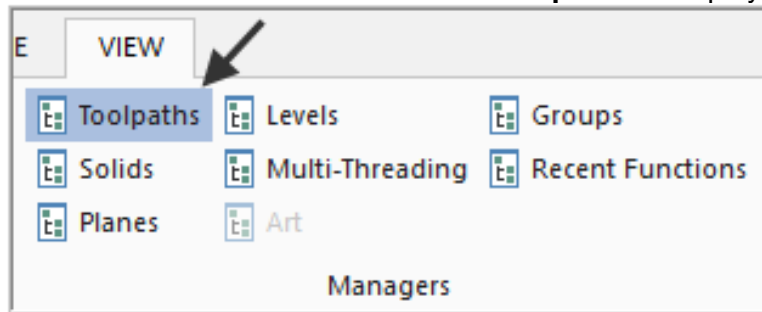 E VIEW
Toolpaths Levels Groups
Solids Multi-Threading Recent Functions
Planes Art
Managers